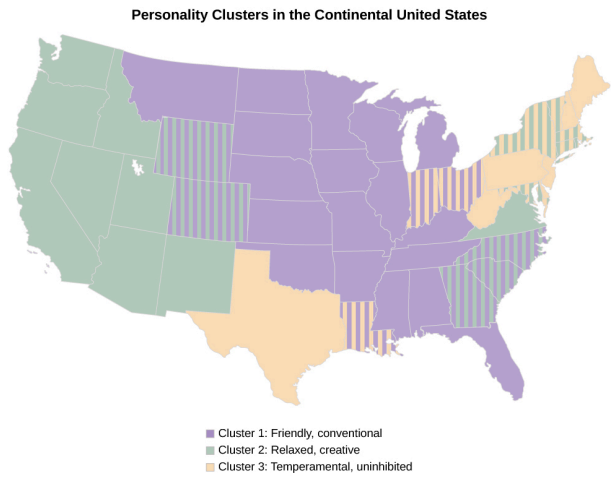 Personality Clusters in the Continental United States
Cluster 1: Friendly, conventional
Cluster 2: Relaxed, creative
Cluster 3: Temperamental, uninhibited